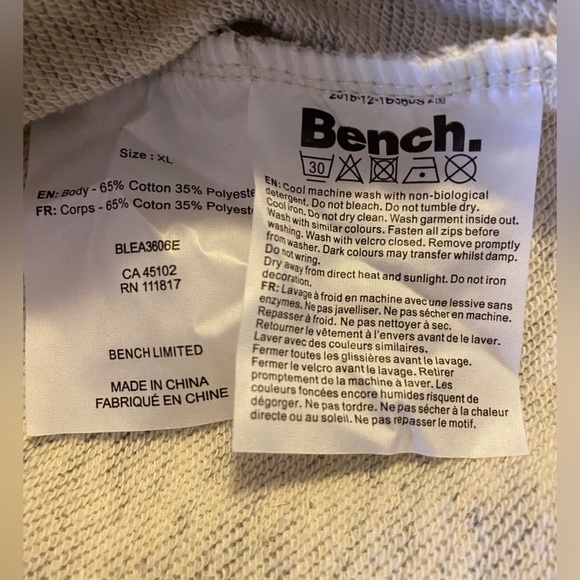 Size : XL
EN: Body - 65% Cotton 35%
FR: Corps - 65% Cotton 35%
BLEA3606E
CA 45102
RN 111817
BENCH LIMITED
MADE IN CHINA
FABRIQUÉ EN CHINE
Bench.
30
EN: Cool machine wash with non-biological
detergent. Do not bleach. Do not tumble dry.
Cool iron. Do not dry clean. Wash garment inside out.
Wash with similar colours. Fasten all zips before
washing. Wash with velcro closed. Remove promptly
from washer. Dark colours may transfer whilst damp.
Do not wring.
Dry away from direct heat and sunlight. Do not iron
decoration.
FR: Lavage à froid en machine avec une lessive sans
enzymes. Ne pas javelliser. Ne pas sécher en machine.
Repasser à froid. Ne pas nettoyer à sec.
Retourner le vêtement à l'envers avant de le laver.
Laver avec des couleurs similaires.
Fermer toutes les glissières avant le lavage.
Fermer le velcro avant le lavage. Retirer
promptement de la machine à laver. Les
couleurs foncées encore humides risquent de
dégorger. Ne pas tordre. Ne pas sécher à la chaleur
directe ou au soleil. Ne pas repasser le motif.